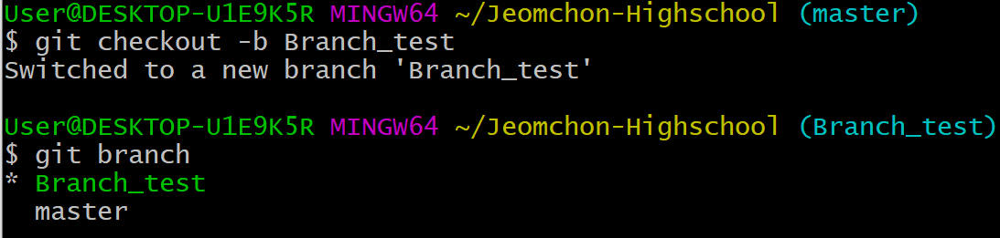 User@DESKTOP-U1E9K5R MINGW64 ~/Jeomchon-Highschool (master)
$ git checkout -b Branch_test
Switched to a new branch 'Branch_test'
User@DESKTOP-U1E9K5R MINGW64 ~/Jeomchon-Highschool (Branch_test)
$ git branch
* Branch_test
  master